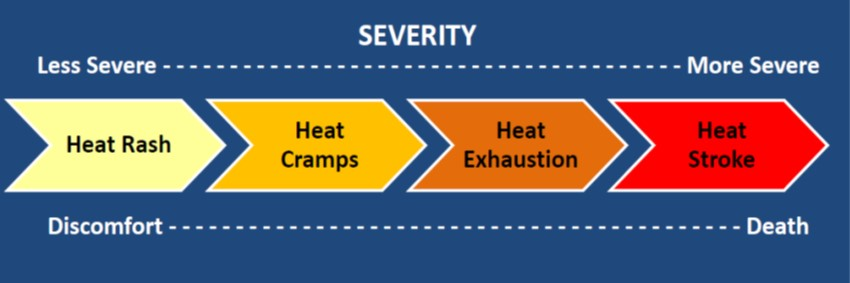 SEVERITY
Less Severe - - - - - - - - - - - - - - - - - - - - - - - - - - - - - - - - - - - - - - - More Severe
Heat Rash
Heat
Cramps
Heat
Exhaustion
Heat
Stroke
Discomfort - - - - - - - - - - - - - - - - - - - - - - - - - - - - - - - - - - - - - - - - - - - Death